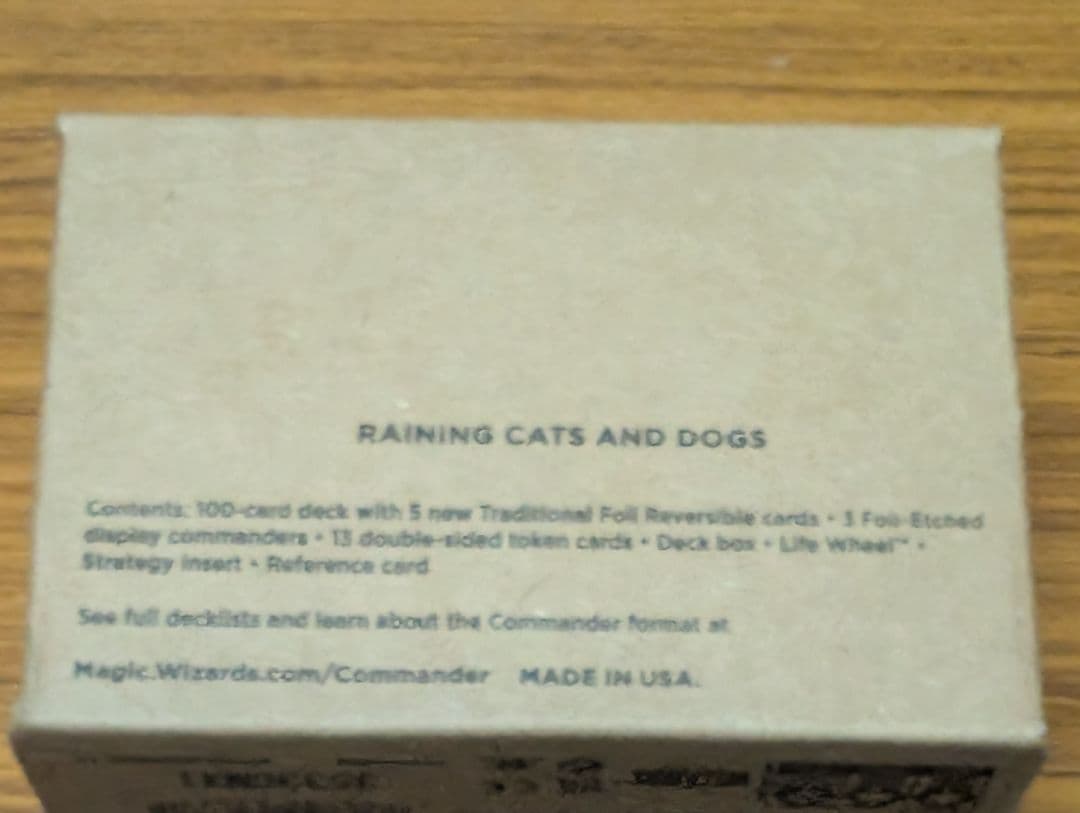 RAINING CATS AND DOGS
Contents: 100-card deck with 5 new Traditional Foil Reversible cards • 3 Foil-Etched
display commanders • 13 double-sided token cards • Deck box • Life Wheel™ •
Strategy insert • Reference card
See full decklists and learn about the Commander format at
Magic.Wizards.com/Commander MADE IN USA.